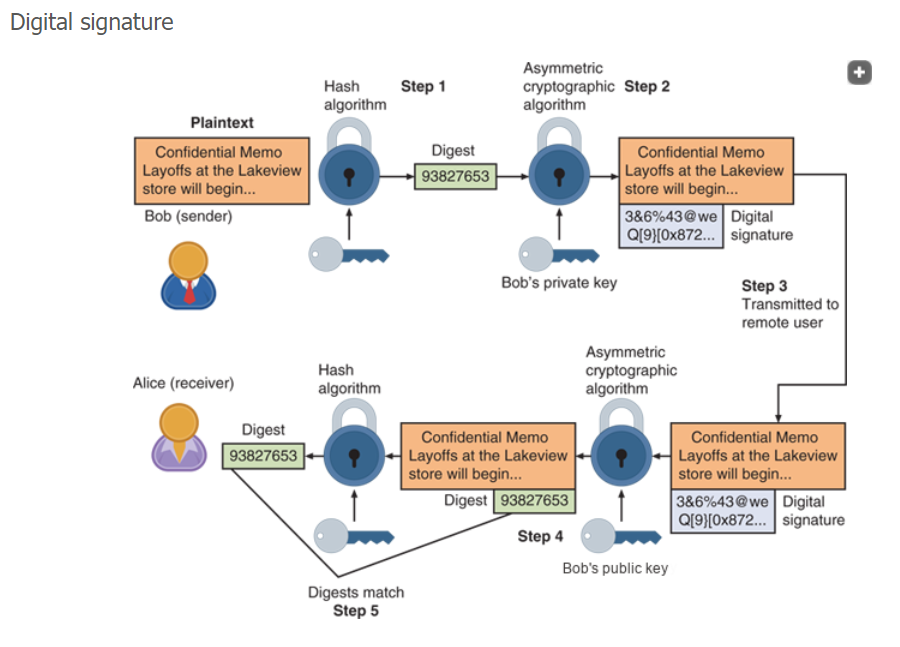 Digital signature
Hash
algorithm
Step 1
Asymmetric
cryptographic
algorithm
Step 2
Plaintext
Confidential Memo
Layoffs at the Lakeview
store will begin...
Digest
93827653
Confidential Memo
Layoffs at the Lakeview
store will begin...
Bob (sender)
3&6%43@we
Q[9}[0x872...
Digital
signature
Bob's private key
Step 3
Transmitted to
remote user
Alice (receiver)
Hash
algorithm
Asymmetric
cryptographic
algorithm
Digest
93827653
Confidential Memo
Layoffs at the Lakeview
store will begin...
Confidential Memo
Layoffs at the Lakeview
store will begin...
Digest
93827653
3&6%43@we
Q[9}[0x872...
Digital
signature
Step 4
Bob's public key
Digests match
Step 5